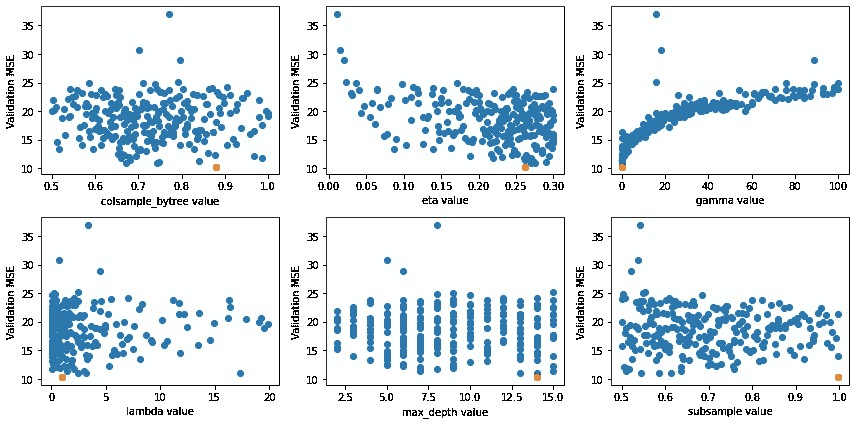 Validation MSE
35
30
25
20
15
10
0.5 0.6 0.7 0.8 0.9 1.0
colsample_bytree value
Validation MSE
35
30
25
20
15
10
0.00 0.05 0.10 0.15 0.20 0.25 0.30
eta value
Validation MSE
35
30
25
20
15
10
0 20 40 60 80 100
gamma value
Validation MSE
35
30
25
20
15
10
0 5 10 15 20
lambda value
Validation MSE
35
30
25
20
15
10
2.5 5.0 7.5 10.0 12.5 15.0
max_depth value
Validation MSE
35
30
25
20
15
10
0.5 0.6 0.7 0.8 0.9 1.0
subsample value